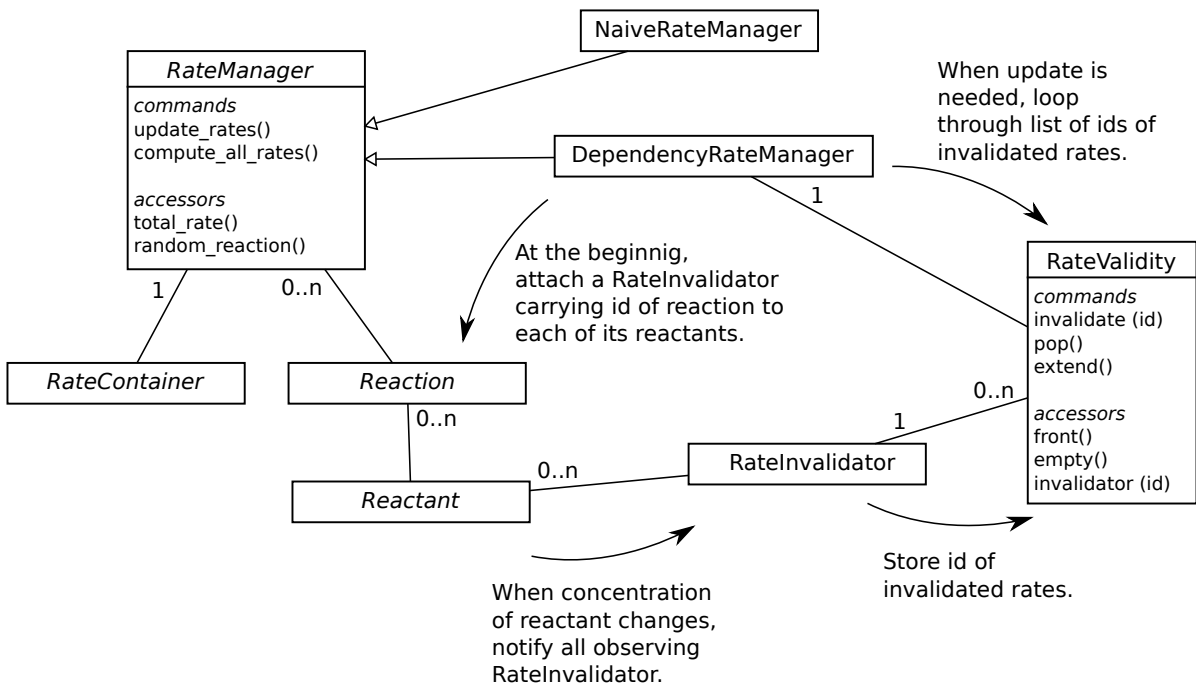 NaiveRateManager
RateManager
commands
update_rates()
compute_all_rates()
accessors
total_rate()
random_reaction()
When update is
needed, loop
through list of ids of
invalidated rates.
DependencyRateManager
1
At the beginnig,
attach a RateInvalidator
carrying id of reaction to
each of its reactants.
RateValidity
commands
invalidate (id)
pop()
extend()
accessors
front()
empty()
invalidator (id)
1
0..n
RateContainer
Reaction
0..n
0..n
1
RateInvalidator
0..n
Reactant
Store id of
invalidated rates.
When concentration
of reactant changes,
notify all observing
RateInvalidator.